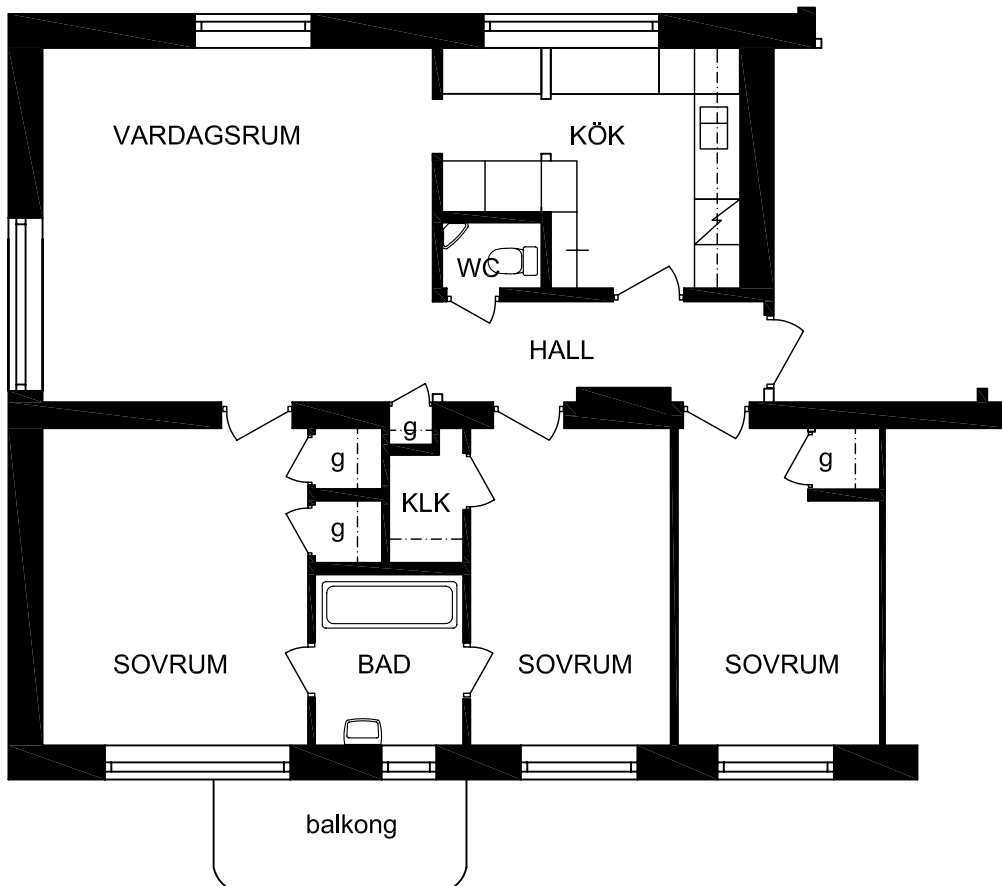 VARDAGSRUM
KÖK
WC
HALL
g
g
g
KLK
g
SOVRUM
BAD
SOVRUM
SOVRUM
balkong